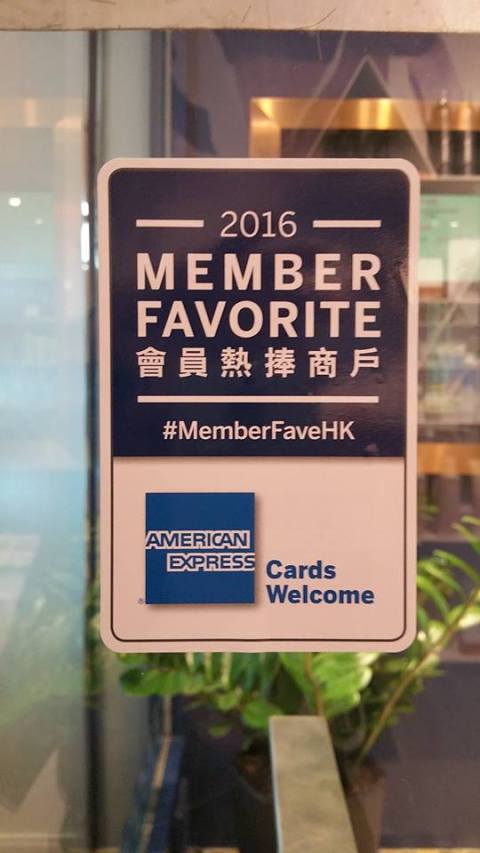 2016
MEMBER
FAVORITE
會員熱捧商戶
#MemberFaveHK
AMERICAN
EXPRESS
®
Cards
Welcome